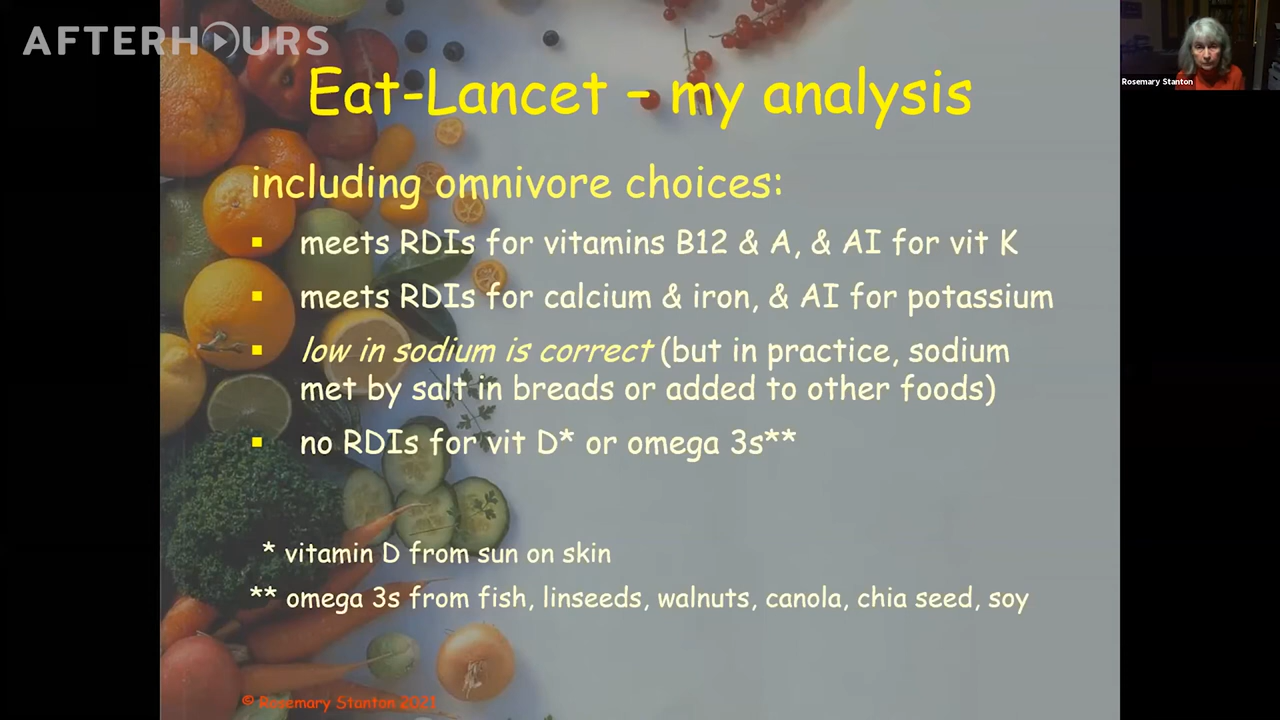 AFTERHOURS
Rosemary Stanton
Eat-Lancet – my analysis
including omnivore choices:
▪ meets RDIs for vitamins B12 & A, & AI for vit K
▪ meets RDIs for calcium & iron, & AI for potassium
▪ low in sodium is correct (but in practice, sodium
met by salt in breads or added to other foods)
▪ no RDIs for vit D* or omega 3s**
* vitamin D from sun on skin
** omega 3s from fish, linseeds, walnuts, canola, chia seed, soy
© Rosemary Stanton 2021